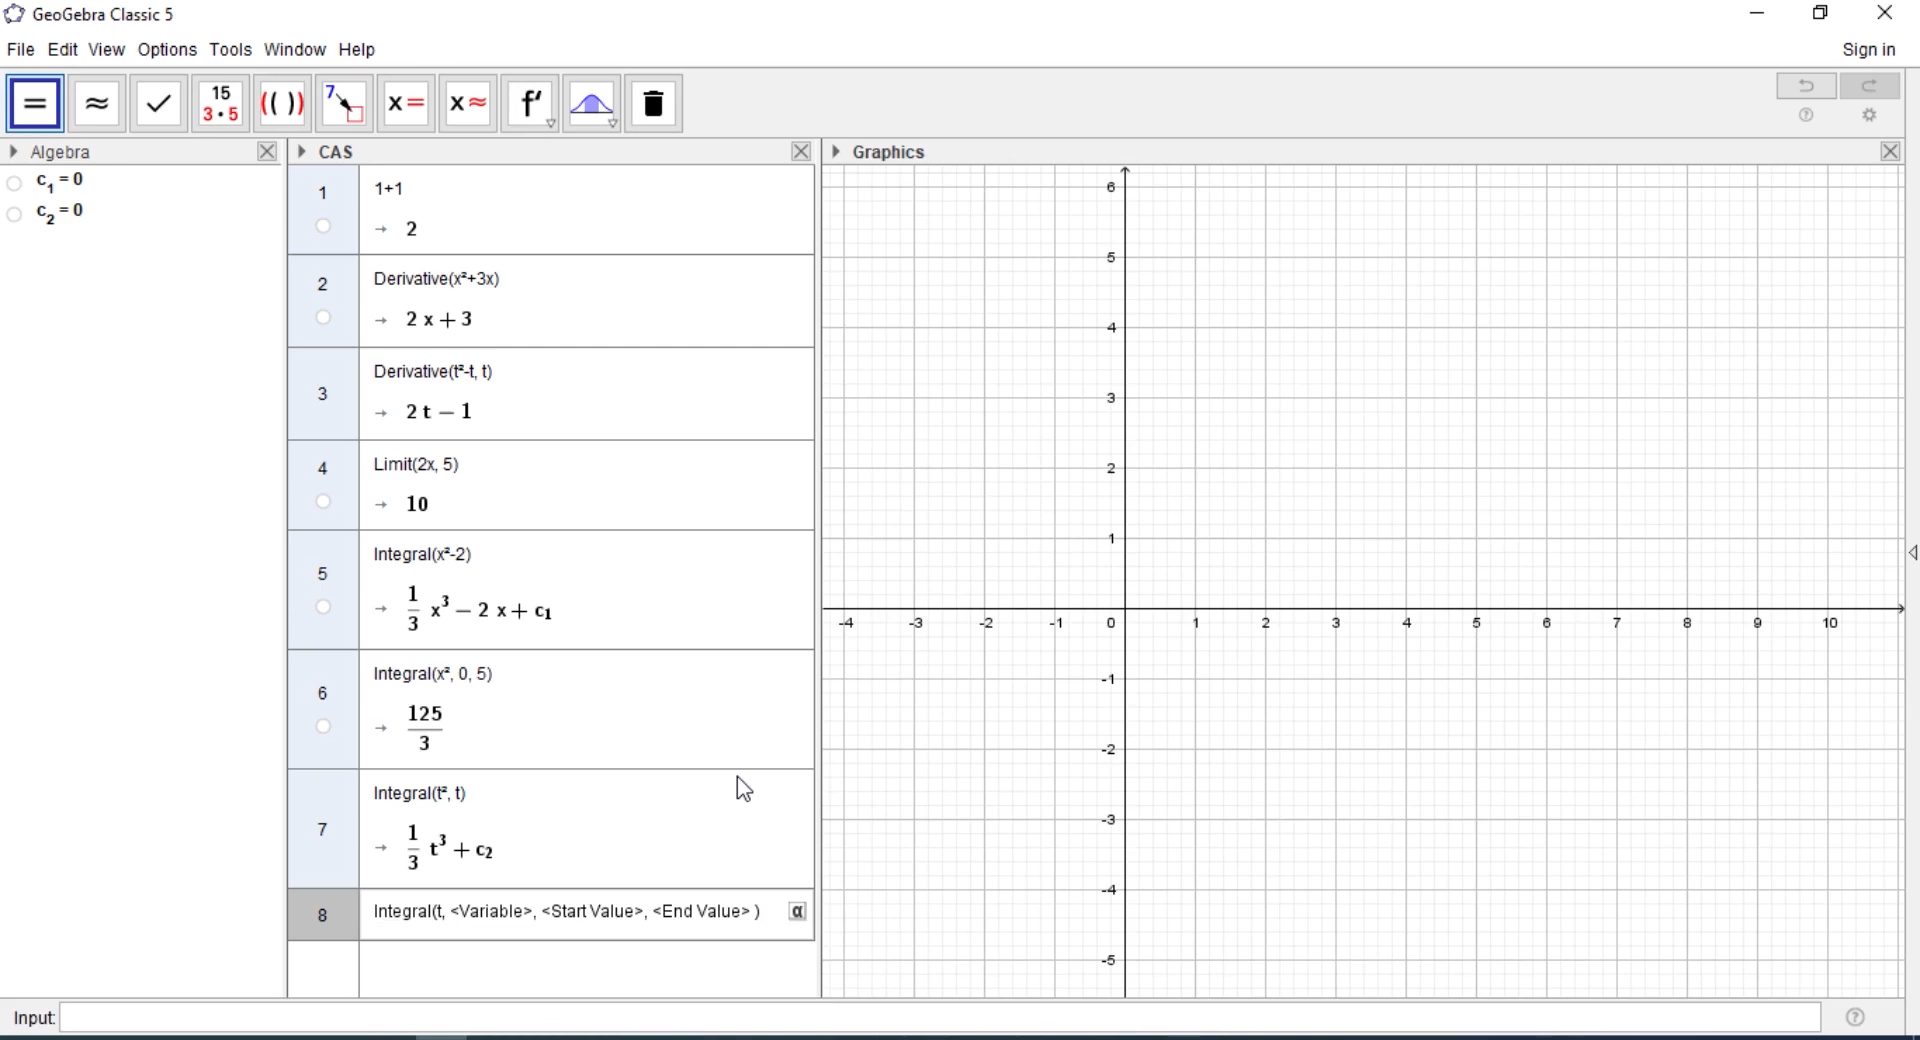 GeoGebra Classic 5
File Edit View Options Tools Window Help
Sign in
= ≈ ✓ 15 3·5 (( )) 7 x= x≈ f′
Algebra
c₁ = 0
c₂ = 0
CAS
1
1+1
→ 2
2
Derivative(x²+3x)
→ 2 x + 3
3
Derivative(t²-t, t)
→ 2 t − 1
4
Limit(2x, 5)
→ 10
5
Integral(x²-2)
→ 1/3 x³ − 2 x + c₁
6
Integral(x², 0, 5)
→ 125/3
7
Integral(t², t)
→ 1/3 t³ + c₂
8
Integral(t, <Variable>, <Start Value>, <End Value> ) α
Graphics
6
5
4
3
2
1
-4 -3 -2 -1 0 1 2 3 4 5 6 7 8 9 10
-1
-2
-3
-4
-5
Input: